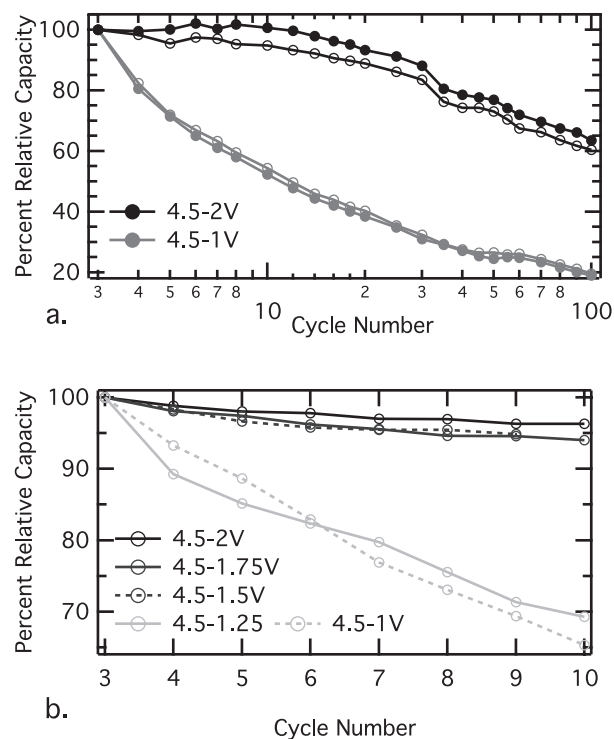 100
80
60
40
20
Percent Relative Capacity
4.5-2V
4.5-1V
3 4 5 6 7 8 10 2 3 4 5 6 7 8 100
Cycle Number
a.
100
90
80
70
Percent Relative Capacity
4.5-2V
4.5-1.75V
4.5-1.5V
4.5-1.25 4.5-1V
3 4 5 6 7 8 9 10
Cycle Number
b.